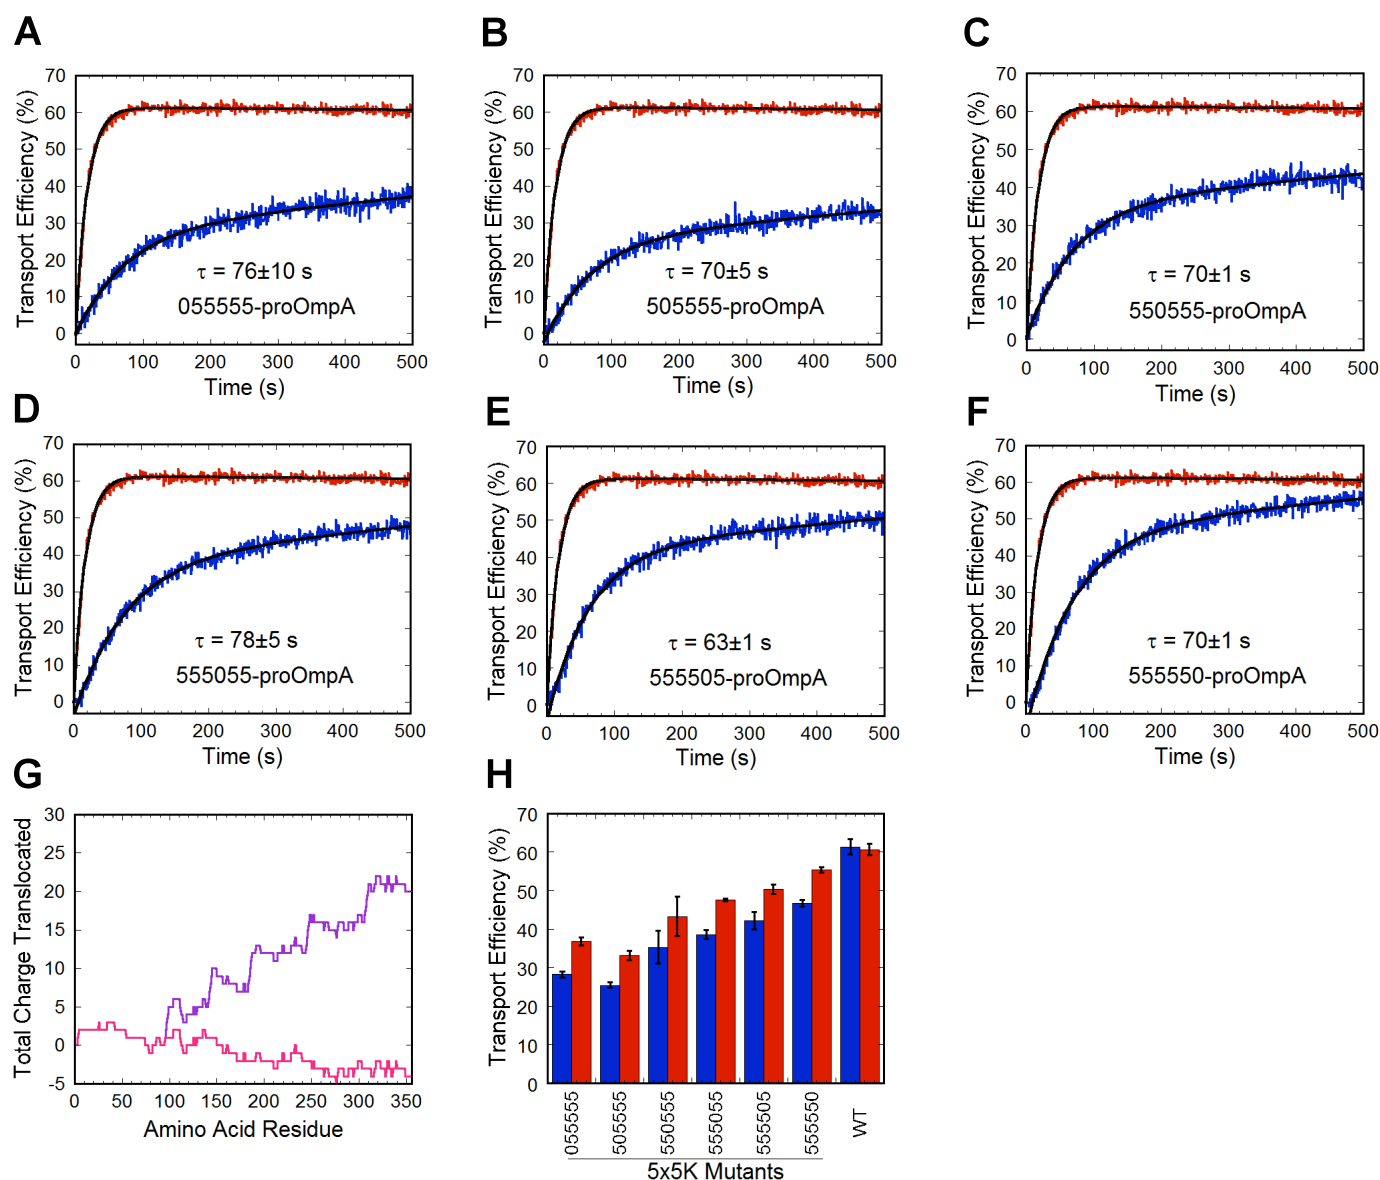 A
Transport Efficiency (%)
70
60
50
40
30
20
10
0
τ = 76±10 s
055555-proOmpA
0 100 200 300 400 500
Time (s)
B
Transport Efficiency (%)
70
60
50
40
30
20
10
0
τ = 70±5 s
505555-proOmpA
0 100 200 300 400 500
Time (s)
C
Transport Efficiency (%)
70
60
50
40
30
20
10
0
τ = 70±1 s
550555-proOmpA
0 100 200 300 400 500
Time (s)
D
Transport Efficiency (%)
70
60
50
40
30
20
10
0
τ = 78±5 s
555055-proOmpA
0 100 200 300 400 500
Time (s)
E
Transport Efficiency (%)
70
60
50
40
30
20
10
0
τ = 63±1 s
555505-proOmpA
0 100 200 300 400 500
Time (s)
F
Transport Efficiency (%)
70
60
50
40
30
20
10
0
τ = 70±1 s
555550-proOmpA
0 100 200 300 400 500
Time (s)
G
Total Charge Translocated
30
25
20
15
10
5
0
-5
0 50 100 150 200 250 300 350
Amino Acid Residue
H
Transport Efficiency (%)
70
60
50
40
30
20
10
0
055555
505555
550555
555055
555505
555550
WT
5x5K Mutants